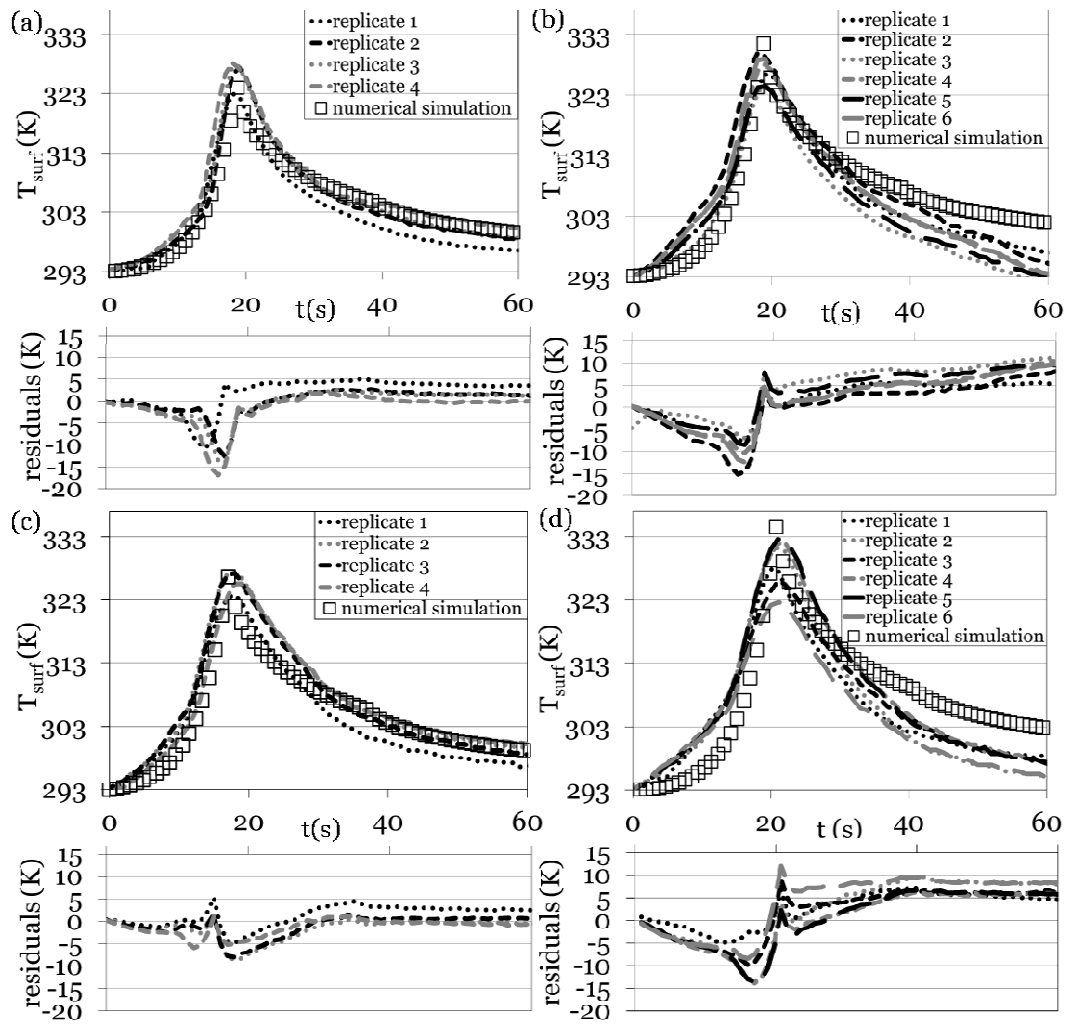 (a)
333
323
313
303
293
T_surf (K)
replicate 1
replicate 2
replicate 3
replicate 4
numerical simulation
0
20
40
60
t(s)
15
10
5
0
-5
-10
-15
-20
residuals (K)
(b)
333
323
313
303
293
T_surf (K)
replicate 1
replicate 2
replicate 3
replicate 4
replicate 5
replicate 6
numerical simulation
0
20
40
60
t(s)
15
10
5
0
-5
-10
-15
-20
residuals (K)
(c)
333
323
313
303
293
T_surf (K)
replicate 1
replicate 2
replicate 3
replicate 4
numerical simulation
0
20
40
60
t(s)
15
10
5
0
-5
-10
-15
-20
residuals (K)
(d)
333
323
313
303
293
T_surf (K)
replicate 1
replicate 2
replicate 3
replicate 4
replicate 5
replicate 6
numerical simulation
0
20
40
60
t (s)
15
10
5
0
-5
-10
-15
-20
residuals (K)